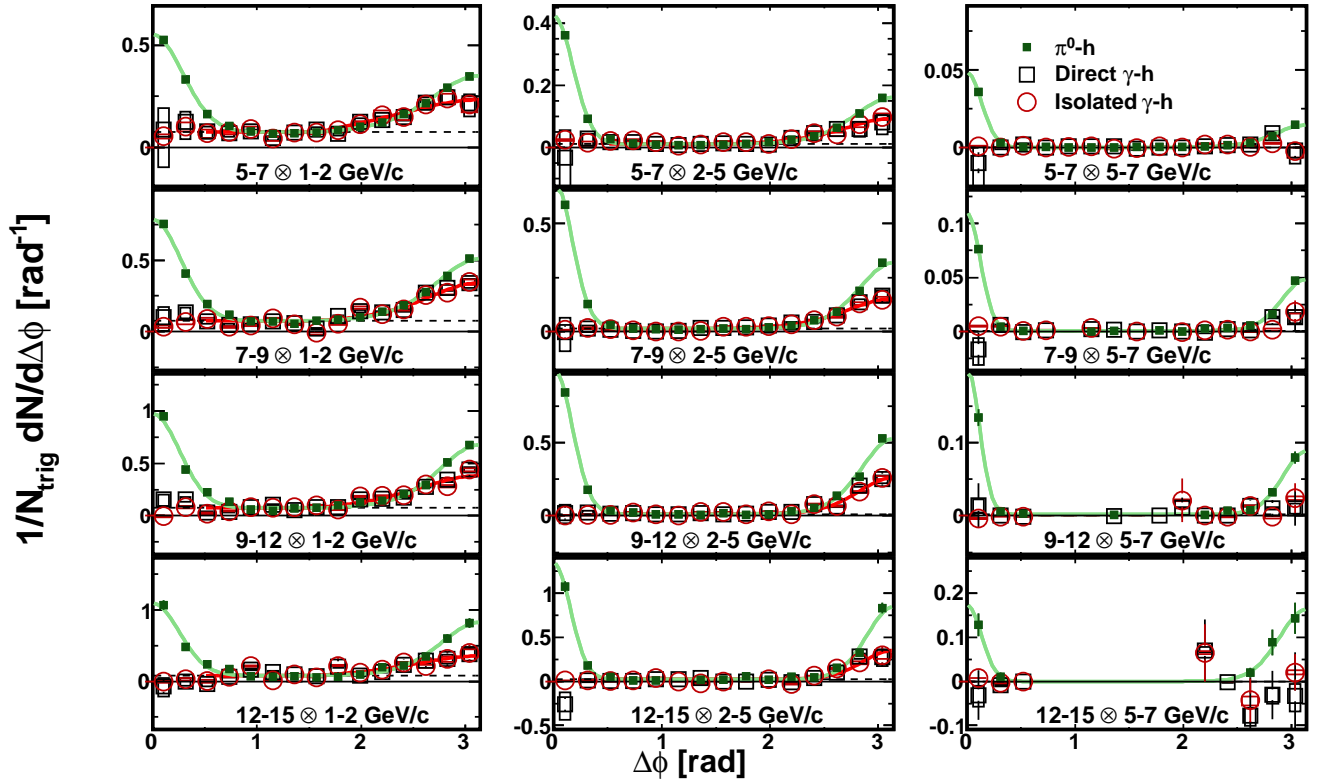 1/N_trig dN/dΔϕ [rad⁻¹]
0.5
0
5-7 ⊗ 1-2 GeV/c
0.4
0.2
0
5-7 ⊗ 2-5 GeV/c
π⁰-h
Direct γ-h
Isolated γ-h
0.05
0
5-7 ⊗ 5-7 GeV/c
0.5
0
7-9 ⊗ 1-2 GeV/c
0.5
0
7-9 ⊗ 2-5 GeV/c
0.1
0.05
0
7-9 ⊗ 5-7 GeV/c
1
0.5
0
9-12 ⊗ 1-2 GeV/c
1
0.5
0
9-12 ⊗ 2-5 GeV/c
0.1
0
9-12 ⊗ 5-7 GeV/c
1
0
12-15 ⊗ 1-2 GeV/c
1
0.5
0
-0.5
12-15 ⊗ 2-5 GeV/c
0.2
0.1
0
-0.1
12-15 ⊗ 5-7 GeV/c
0 1 2 3
0 1 2 3
0 1 2 3
Δϕ [rad]